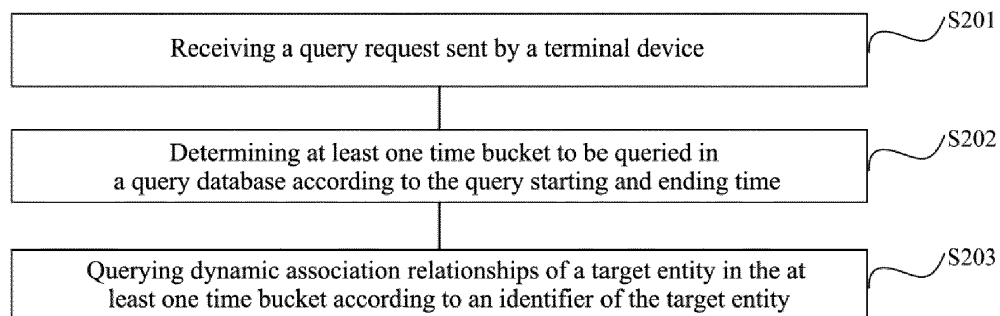 Receiving a query request sent by a terminal device
S201
Determining at least one time bucket to be queried in
a query database according to the query starting and ending time
S202
Querying dynamic association relationships of a target entity in the at
least one time bucket according to an identifier of the target entity
S203